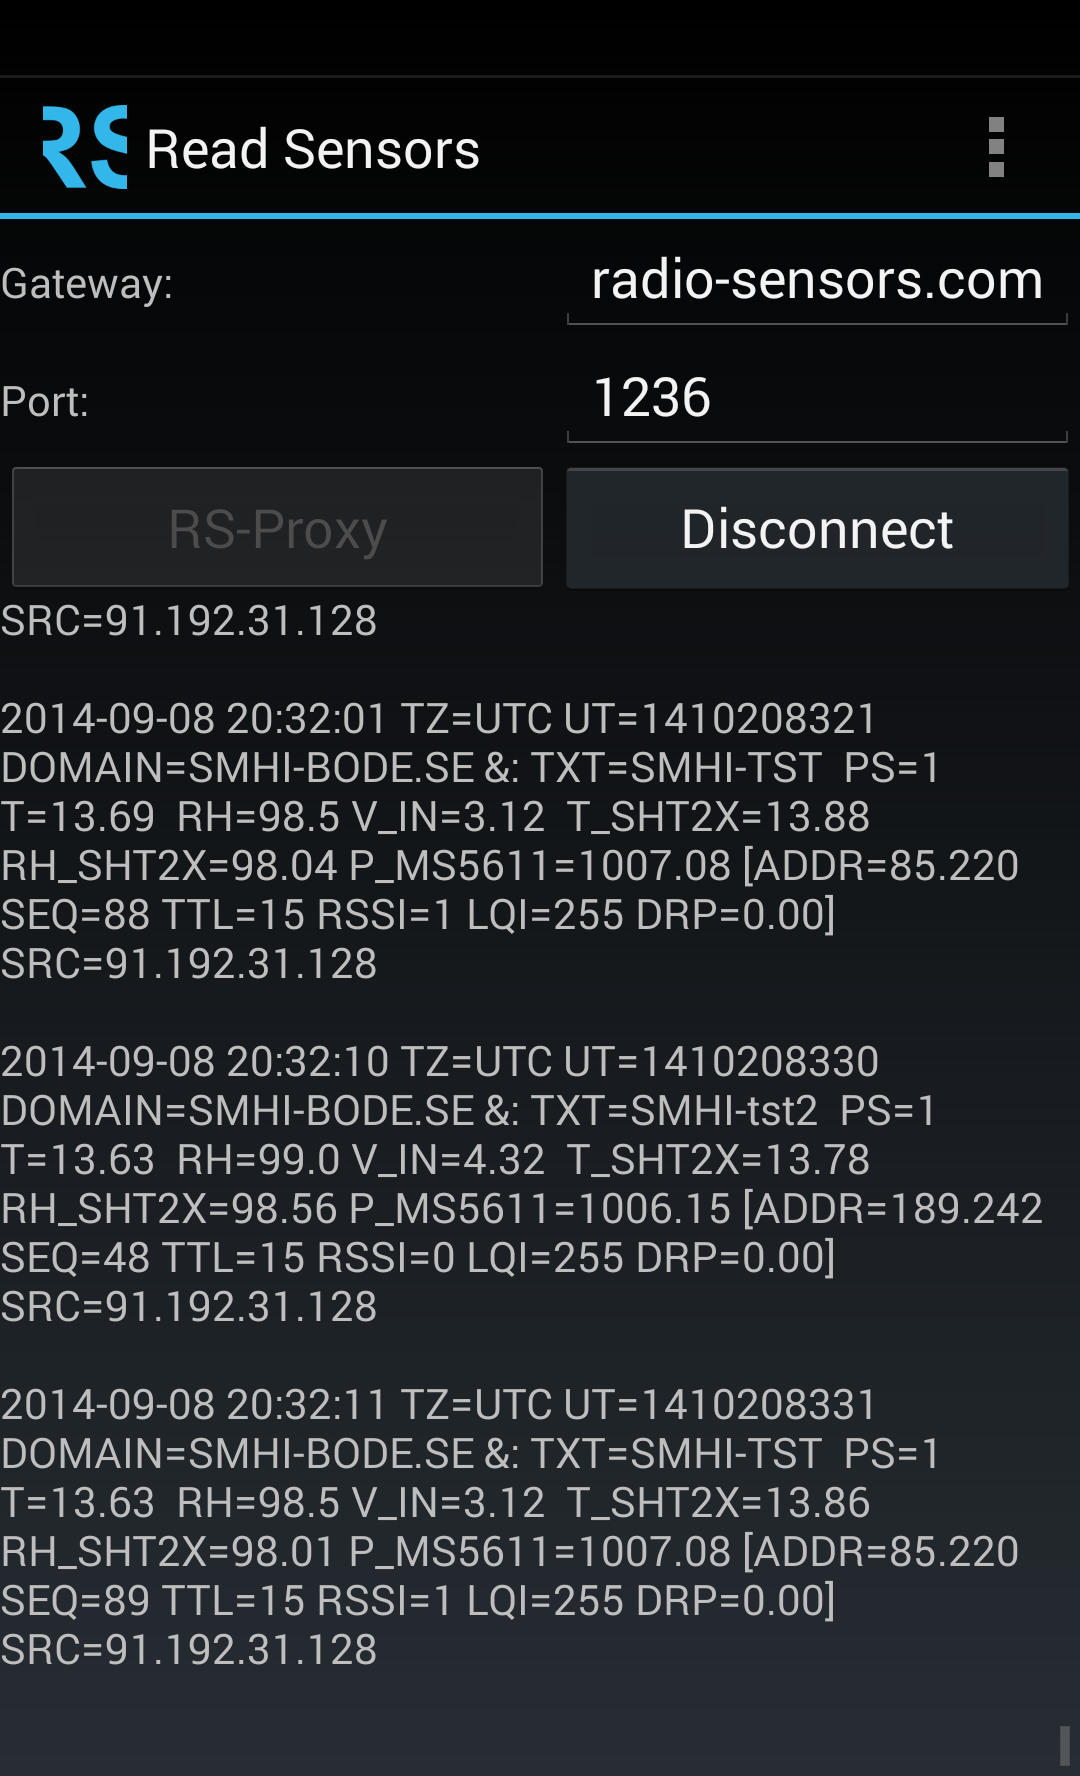 RS Read Sensors
Gateway: radio-sensors.com
Port: 1236
RS-Proxy Disconnect
SRC=91.192.31.128
2014-09-08 20:32:01 TZ=UTC UT=1410208321
DOMAIN=SMHI-BODE.SE &: TXT=SMHI-TST  PS=1
T=13.69  RH=98.5 V_IN=3.12  T_SHT2X=13.88
RH_SHT2X=98.04 P_MS5611=1007.08 [ADDR=85.220
SEQ=88 TTL=15 RSSI=1 LQI=255 DRP=0.00]
SRC=91.192.31.128
2014-09-08 20:32:10 TZ=UTC UT=1410208330
DOMAIN=SMHI-BODE.SE &: TXT=SMHI-tst2  PS=1
T=13.63  RH=99.0 V_IN=4.32  T_SHT2X=13.78
RH_SHT2X=98.56 P_MS5611=1006.15 [ADDR=189.242
SEQ=48 TTL=15 RSSI=0 LQI=255 DRP=0.00]
SRC=91.192.31.128
2014-09-08 20:32:11 TZ=UTC UT=1410208331
DOMAIN=SMHI-BODE.SE &: TXT=SMHI-TST  PS=1
T=13.63  RH=98.5 V_IN=3.12  T_SHT2X=13.86
RH_SHT2X=98.01 P_MS5611=1007.08 [ADDR=85.220
SEQ=89 TTL=15 RSSI=1 LQI=255 DRP=0.00]
SRC=91.192.31.128